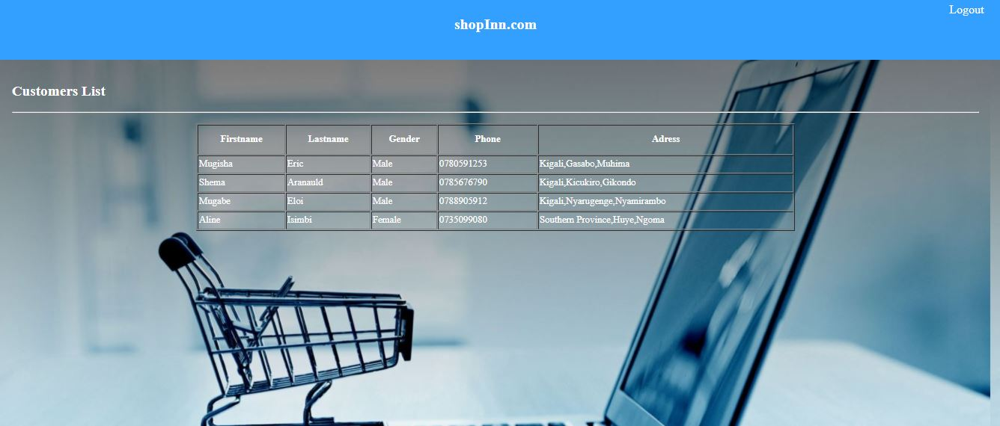 Logout
shopInn.com
Customers List
Firstname Lastname Gender Phone Adress
Mugisha Eric Male 0780591253 Kigali,Gasabo,Muhima
Shema Aranauld Male 0785676790 Kigali,Kicukiro,Gikondo
Mugabe Eloi Male 0788905912 Kigali,Nyarugenge,Nyamirambo
Aline Isimbi Female 0735099080 Southern Province,Huye,Ngoma